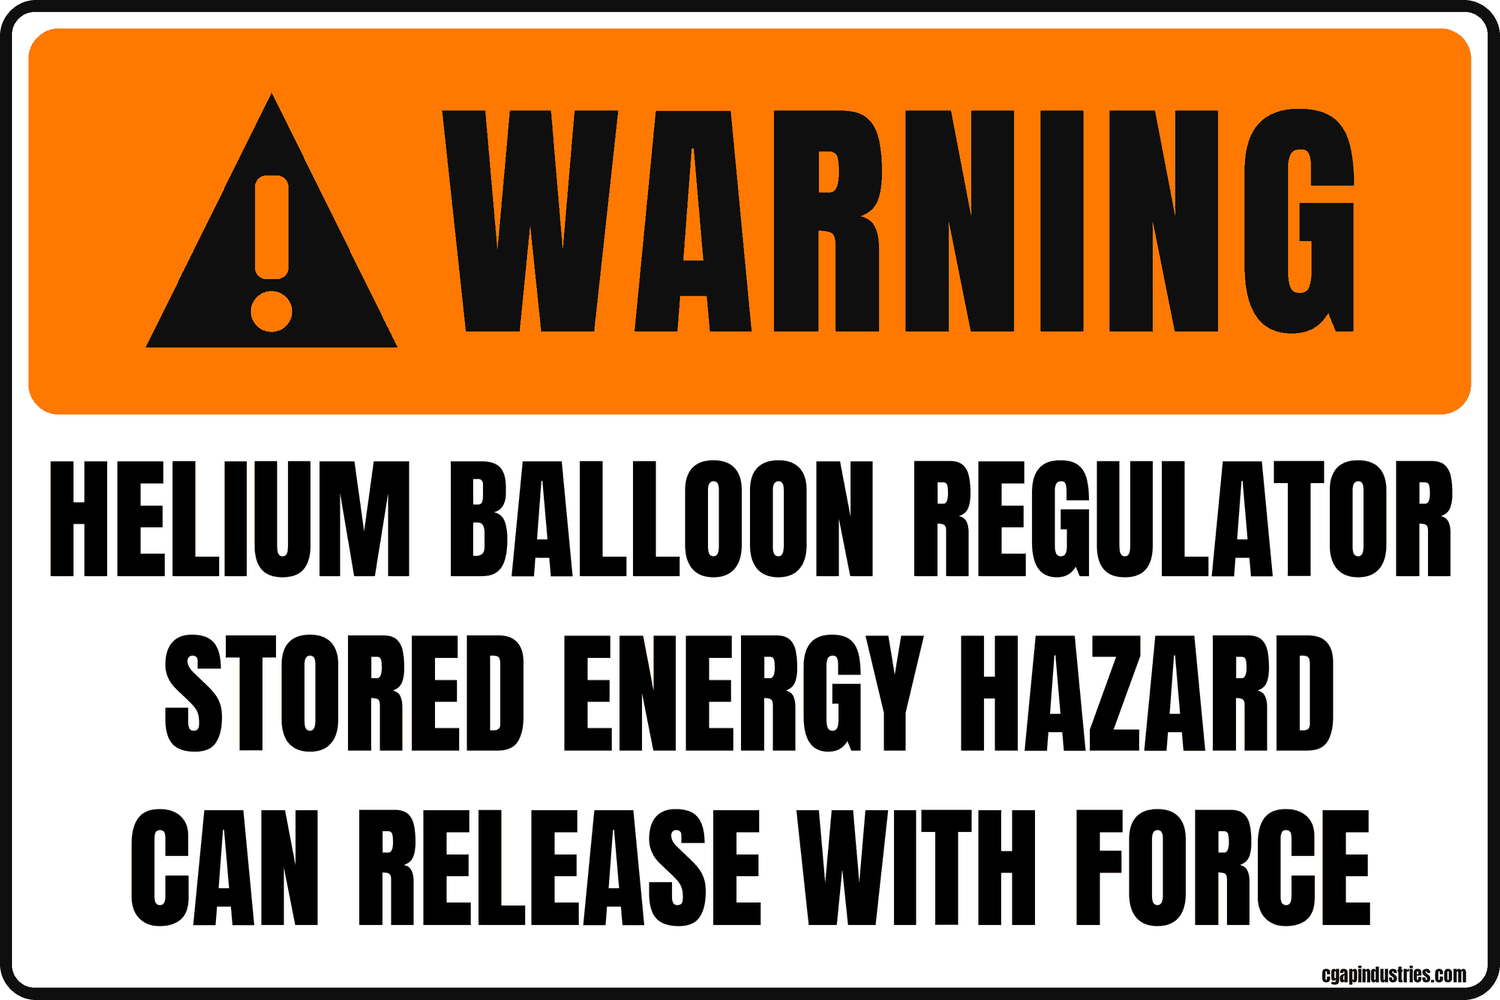 WARNING
HELIUM BALLOON REGULATOR
STORED ENERGY HAZARD
CAN RELEASE WITH FORCE
cgapindustries.com